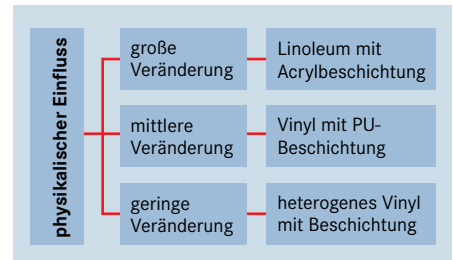 physikalischer Einfluss
große
Veränderung
Linoleum mit
Acrylbeschichtung
mittlere
Veränderung
Vinyl mit PU-
Beschichtung
geringe
Veränderung
heterogenes Vinyl
mit Beschichtung